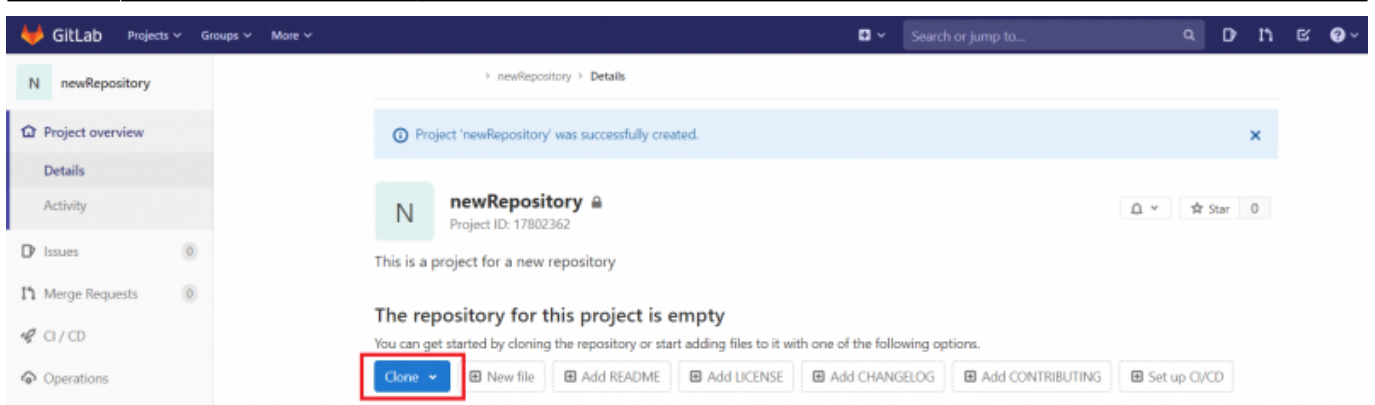 GitLab Projects Groups More Search or jump to...
N newRepository
newRepository > Details
Project overview
Project 'newRepository' was successfully created.
Details
Activity
N newRepository
Project ID: 17802362
Star 0
Issues 0
This is a project for a new repository
Merge Requests 0
The repository for this project is empty
CI / CD
You can get started by cloning the repository or start adding files to it with one of the following options.
Operations
Clone New file Add README Add LICENSE Add CHANGELOG Add CONTRIBUTING Set up CI/CD